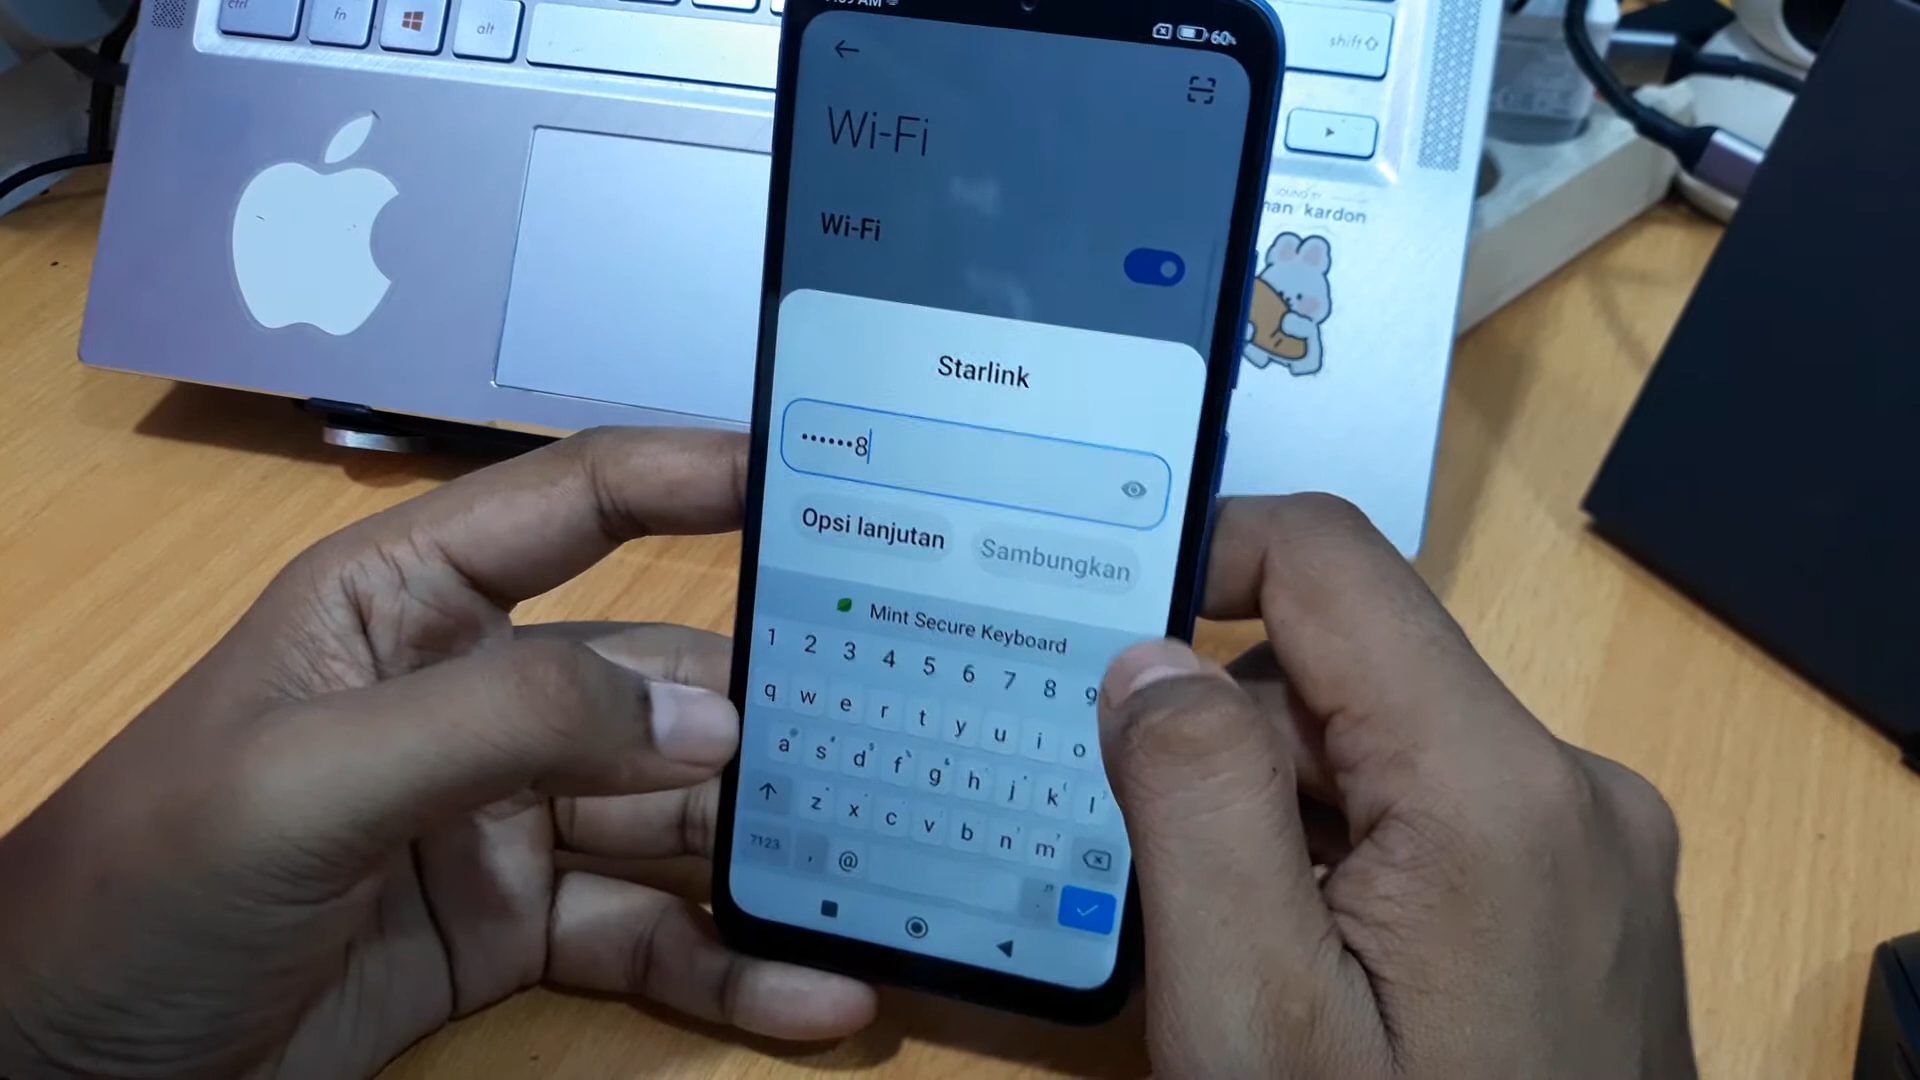 ctrl
fn
alt
shift
60%
Wi-Fi
Wi-Fi
kardon
Starlink
••••••8
Opsi lanjutan
Sambungkan
Mint Secure Keyboard
1 2 3 4 5 6 7 8 9
q w e r t y u i o
a s d f g h j k l
z x c v b n m
?123 , @ .